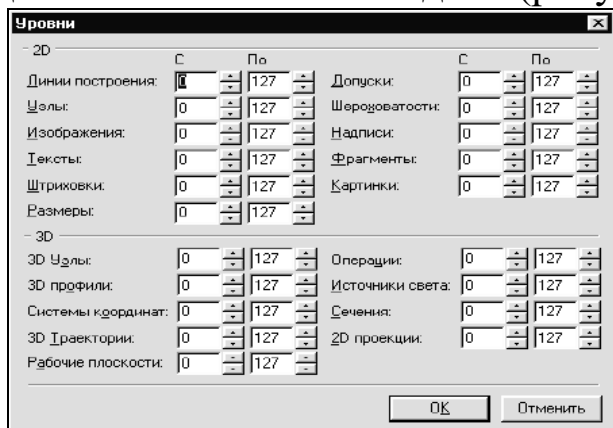 Уровни
2D
С По С По
Линии построения: 0 127 Допуски: 0 127
Узлы: 0 127 Шероховатости: 0 127
Изображения: 0 127 Надписи: 0 127
Тексты: 0 127 Фрагменты: 0 127
Штриховки: 0 127 Картинки: 0 127
Размеры: 0 127
3D
3D Узлы: 0 127 Операции: 0 127
3D профили: 0 127 Источники света: 0 127
Системы координат: 0 127 Сечения: 0 127
3D Траектории: 0 127 2D проекции: 0 127
Рабочие плоскости: 0 127
OK Отменить